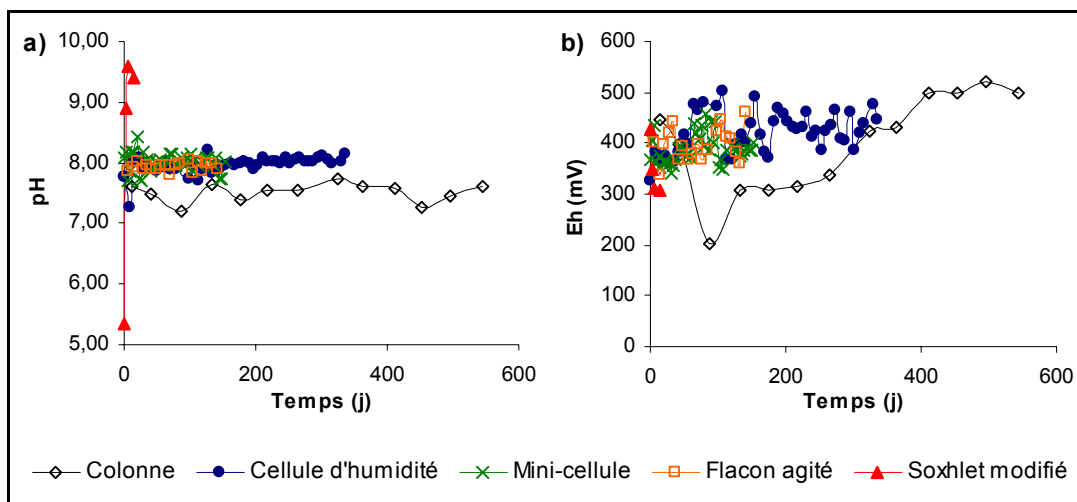 a)
10,00
9,00
8,00
7,00
6,00
5,00
pH
0
200
400
600
Temps (j)
b)
600
500
400
300
200
100
0
Eh (mV)
0
200
400
600
Temps (j)
Colonne
Cellule d'humidité
Mini-cellule
Flacon agité
Soxhlet modifié